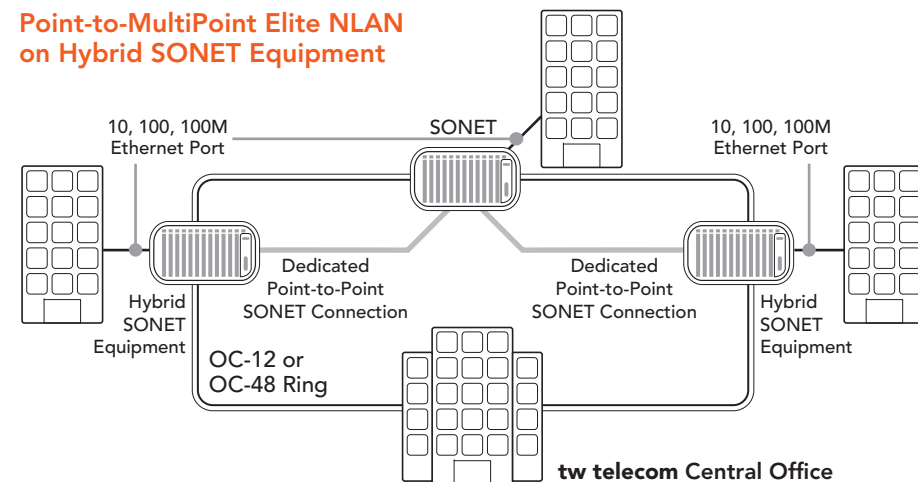 Point-to-MultiPoint Elite NLAN
on Hybrid SONET Equipment
10, 100, 100M
Ethernet Port
SONET
10, 100, 100M
Ethernet Port
Dedicated
Point-to-Point
SONET Connection
Dedicated
Point-to-Point
SONET Connection
Hybrid
SONET
Equipment
Hybrid
SONET
Equipment
OC-12 or
OC-48 Ring
tw telecom Central Office